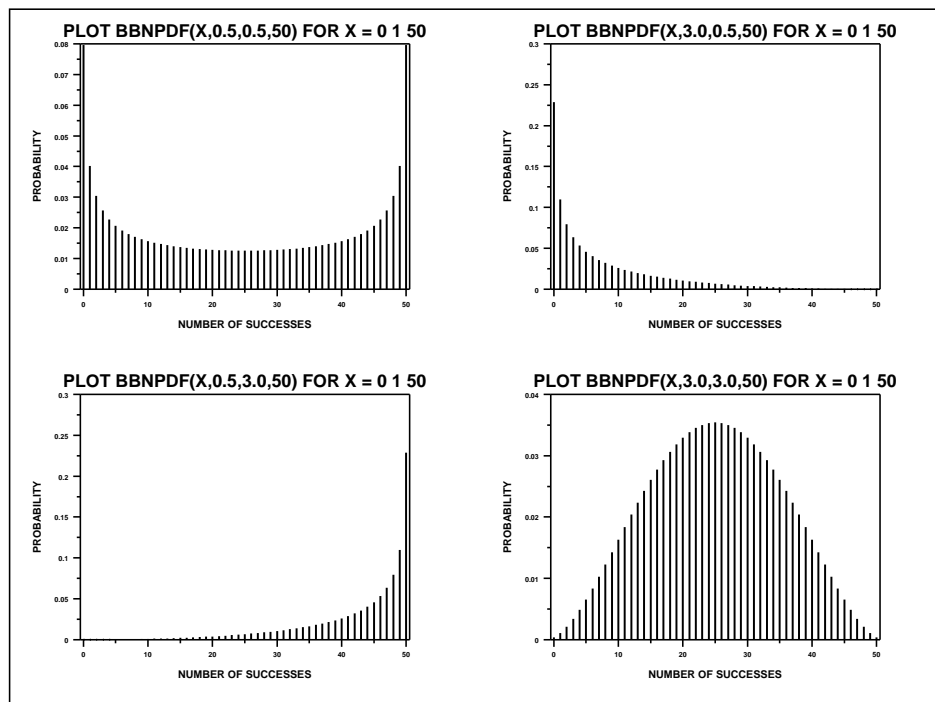 PLOT BBNPDF(X,0.5,0.5,50) FOR X = 0 1 50
0.08
0.07
0.06
0.05
0.04
0.03
0.02
0.01
0
PROBABILITY
0 10 20 30 40 50
NUMBER OF SUCCESSES
PLOT BBNPDF(X,3.0,0.5,50) FOR X = 0 1 50
0.3
0.25
0.2
0.15
0.1
0.05
0
PROBABILITY
0 10 20 30 40 50
NUMBER OF SUCCESSES
PLOT BBNPDF(X,0.5,3.0,50) FOR X = 0 1 50
0.3
0.25
0.2
0.15
0.1
0.05
0
PROBABILITY
0 10 20 30 40 50
NUMBER OF SUCCESSES
PLOT BBNPDF(X,3.0,3.0,50) FOR X = 0 1 50
0.04
0.03
0.02
0.01
0
PROBABILITY
0 10 20 30 40 50
NUMBER OF SUCCESSES